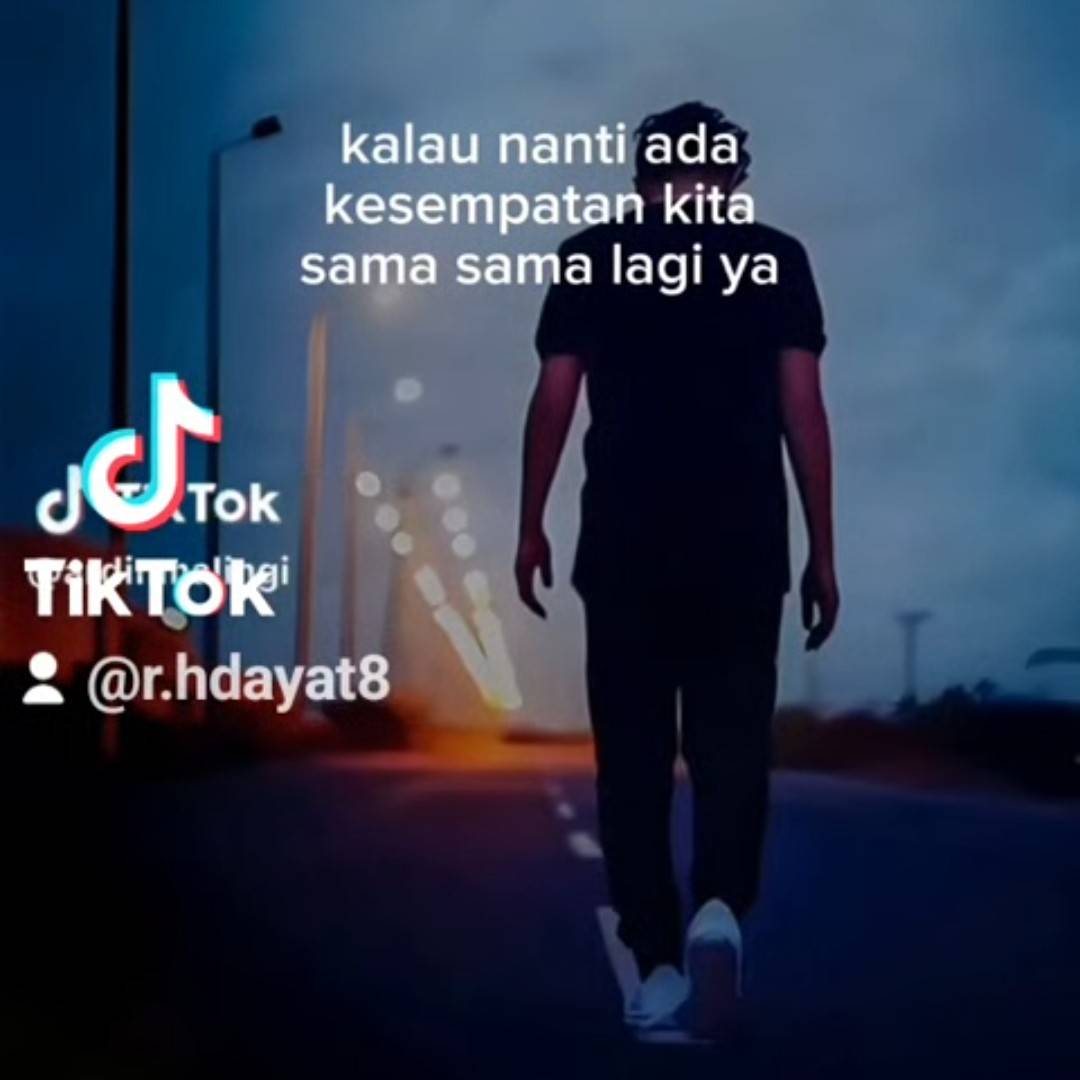 kalau nanti ada
kesempatan kita
sama sama lagi ya
TikTok
TikTok
@r.hdayat8